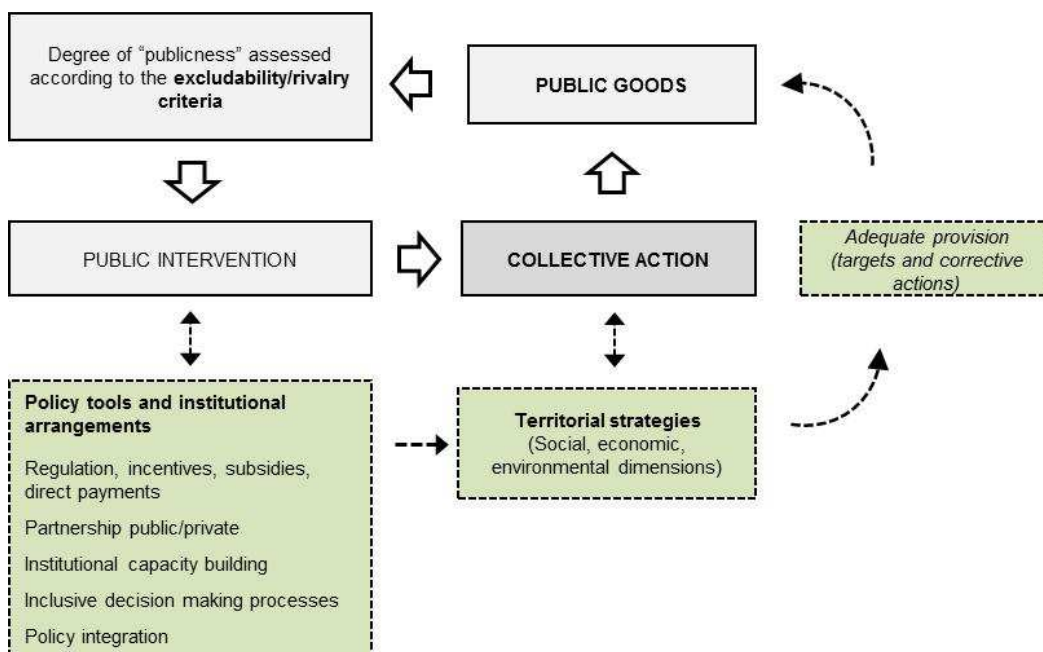 Degree of “publicness” assessed
according to the excludability/rivalry
criteria
PUBLIC GOODS
PUBLIC INTERVENTION
COLLECTIVE ACTION
Adequate provision
(targets and corrective
actions)
Policy tools and institutional
arrangements
Regulation, incentives, subsidies,
direct payments
Partnership public/private
Institutional capacity building
Inclusive decision making processes
Policy integration
Territorial strategies
(Social, economic,
environmental dimensions)